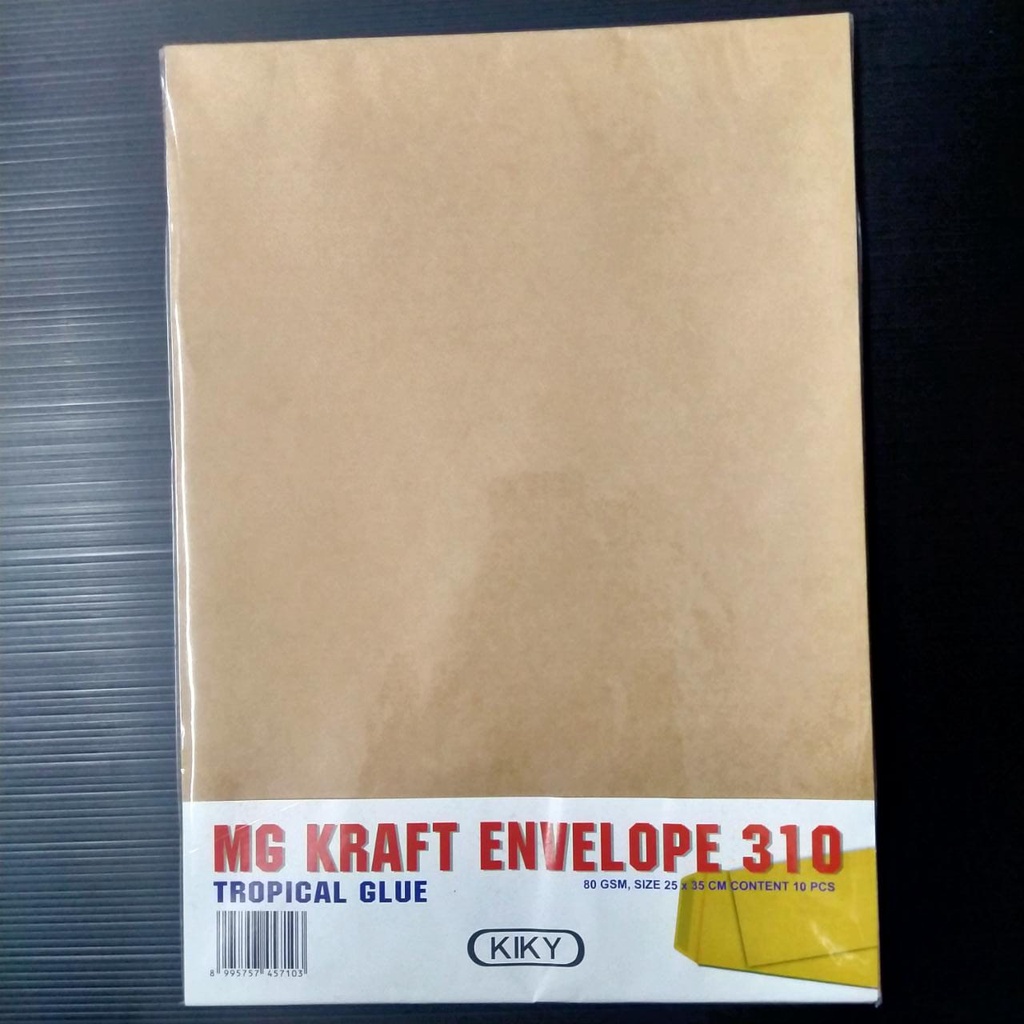 MG KRAFT ENVELOPE 310
TROPICAL GLUE
80 GSM, SIZE 25 x 35 CM CONTENT 10 PCS
KIKY
8 995757 457103